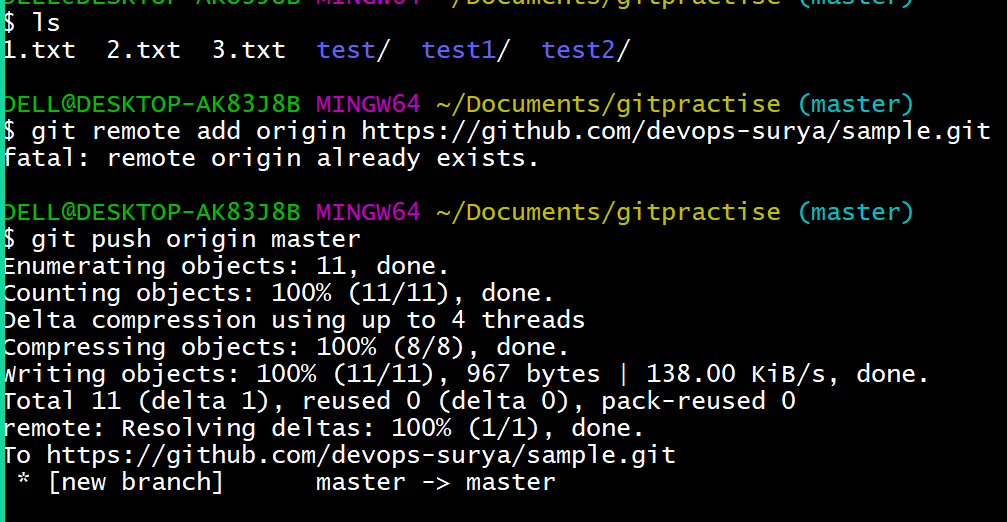 DELL@DESKTOP-AK83J8B MINGW64 ~/Documents/gitpractise (master)
$ ls
1.txt  2.txt  3.txt  test/  test1/  test2/
DELL@DESKTOP-AK83J8B MINGW64 ~/Documents/gitpractise (master)
$ git remote add origin https://github.com/devops-surya/sample.git
fatal: remote origin already exists.
DELL@DESKTOP-AK83J8B MINGW64 ~/Documents/gitpractise (master)
$ git push origin master
Enumerating objects: 11, done.
Counting objects: 100% (11/11), done.
Delta compression using up to 4 threads
Compressing objects: 100% (8/8), done.
Writing objects: 100% (11/11), 967 bytes | 138.00 KiB/s, done.
Total 11 (delta 1), reused 0 (delta 0), pack-reused 0
remote: Resolving deltas: 100% (1/1), done.
To https://github.com/devops-surya/sample.git
 * [new branch]      master -> master